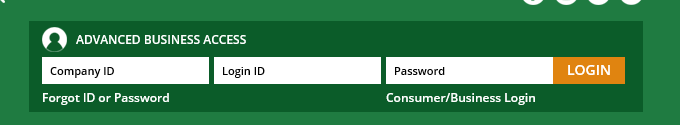 ADVANCED BUSINESS ACCESS
Company ID Login ID Password LOGIN
Forgot ID or Password Consumer/Business Login